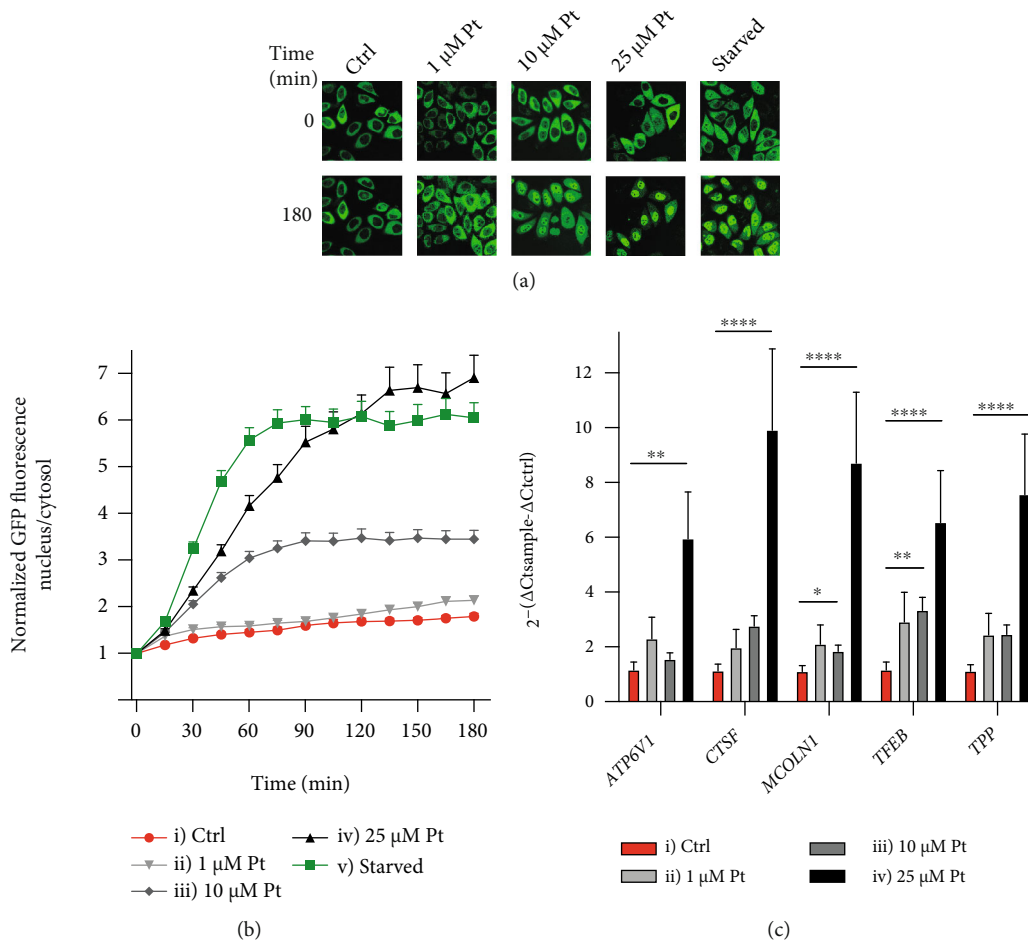 Time
(min)
Ctrl
1 μM Pt
10 μM Pt
25 μM Pt
Starved
0
180
(a)
Normalized GFP fluorescence
nucleus/cytosol
7
6
5
4
3
2
1
0
30
60
90
120
150
180
Time (min)
i) Ctrl
ii) 1 μM Pt
iii) 10 μM Pt
iv) 25 μM Pt
v) Starved
(b)
2−(ΔCtsample-ΔCtctrl)
12
10
8
6
4
2
0
**
****
*
****
**
****
****
ATP6V1
CTSF
MCOLN1
TFEB
TPP
i) Ctrl
ii) 1 μM Pt
iii) 10 μM Pt
iv) 25 μM Pt
(c)